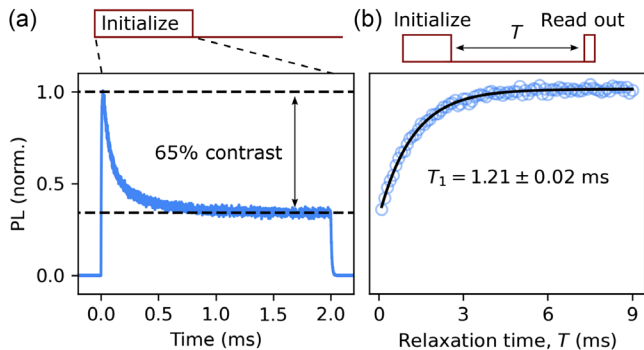 (a)
Initialize
PL (norm.)
1.0
0.5
0.0
65% contrast
0.0
0.5
1.0
1.5
2.0
Time (ms)
(b)
Initialize
T
Read out
T₁ = 1.21 ± 0.02 ms
0
3
6
9
Relaxation time, T (ms)